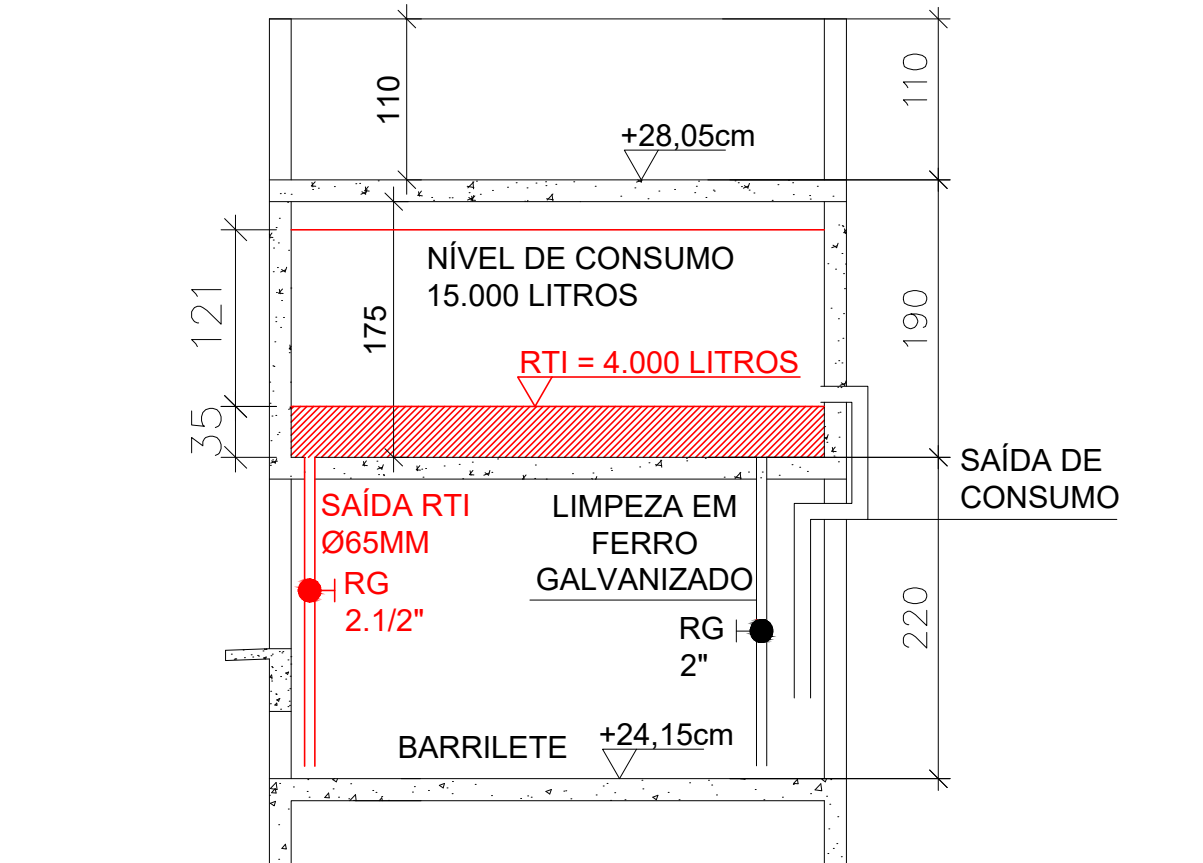 110
110
+28,05cm
NÍVEL DE CONSUMO
15.000 LITROS
121
175
190
RTI = 4.000 LITROS
35
SAÍDA DE
CONSUMO
SAÍDA RTI
Ø65MM
LIMPEZA EM
FERRO
GALVANIZADO
RG
2.1/2"
RG
2"
220
BARRILETE
+24,15cm